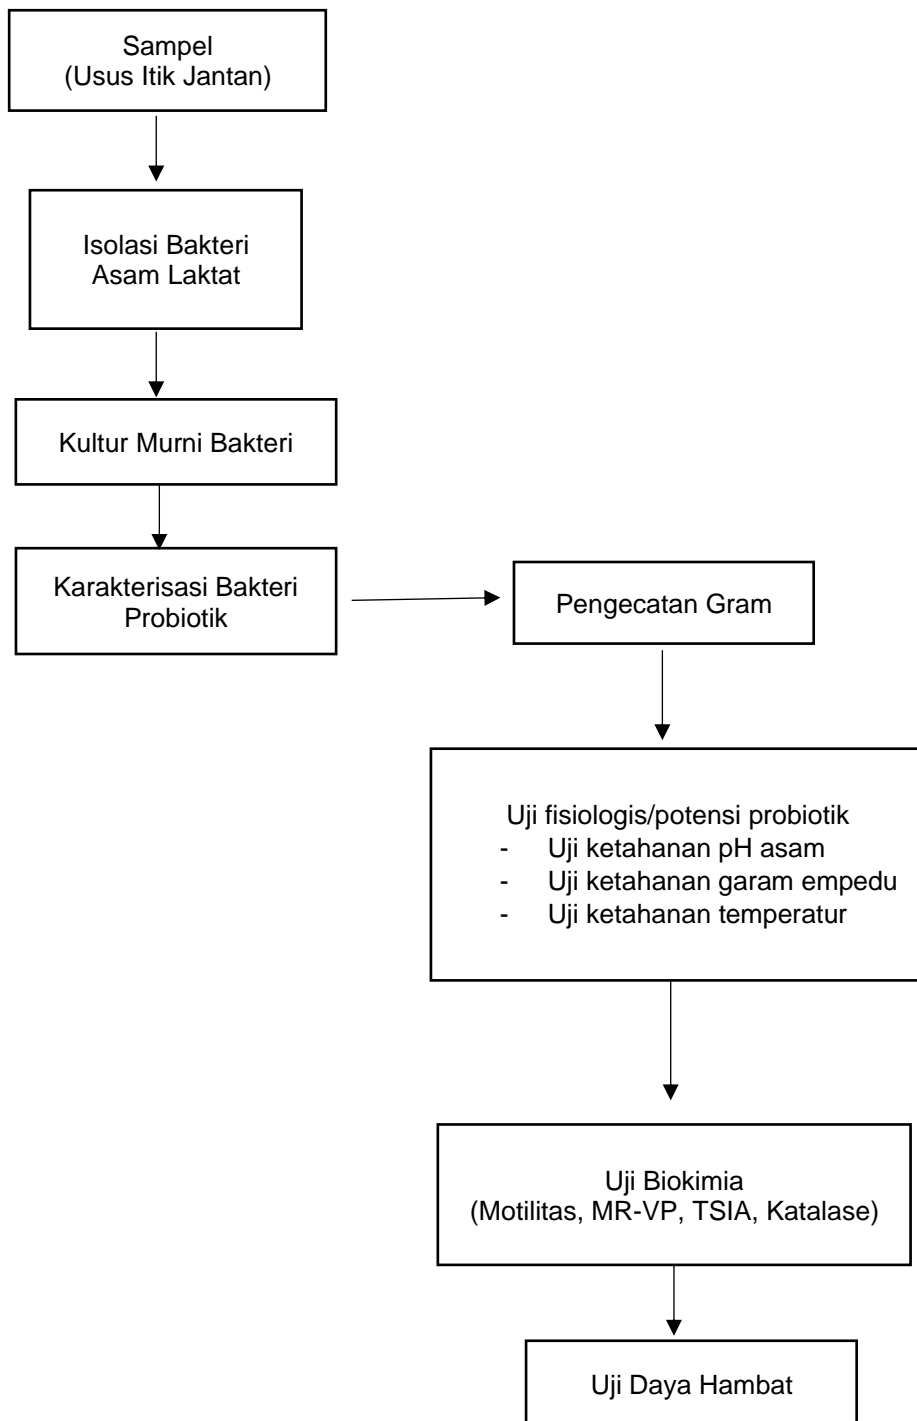 Sampel
(Usus Itik Jantan)
Isolasi Bakteri
Asam Laktat
Kultur Murni Bakteri
Karakterisasi Bakteri
Probiotik
Pengecatan Gram
Uji fisiologis/potensi probiotik
- Uji ketahanan pH asam
- Uji ketahanan garam empedu
- Uji ketahanan temperatur
Uji Biokimia
(Motilitas, MR-VP, TSIA, Katalase)
Uji Daya Hambat